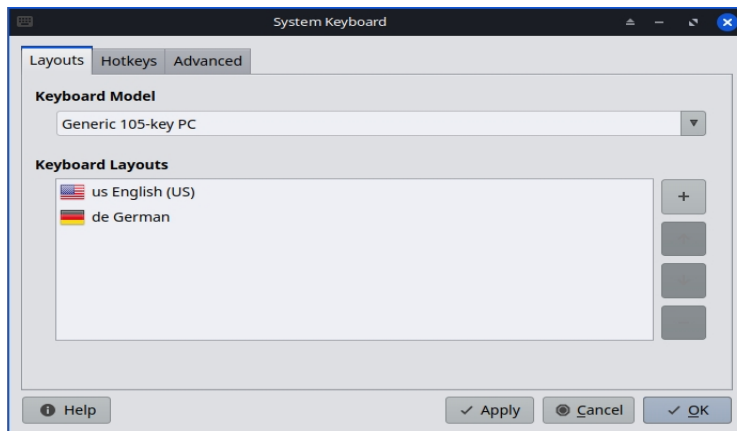 System Keyboard
Layouts Hotkeys Advanced
Keyboard Model
Generic 105-key PC
Keyboard Layouts
us English (US)
de German
+
Help Apply Cancel OK